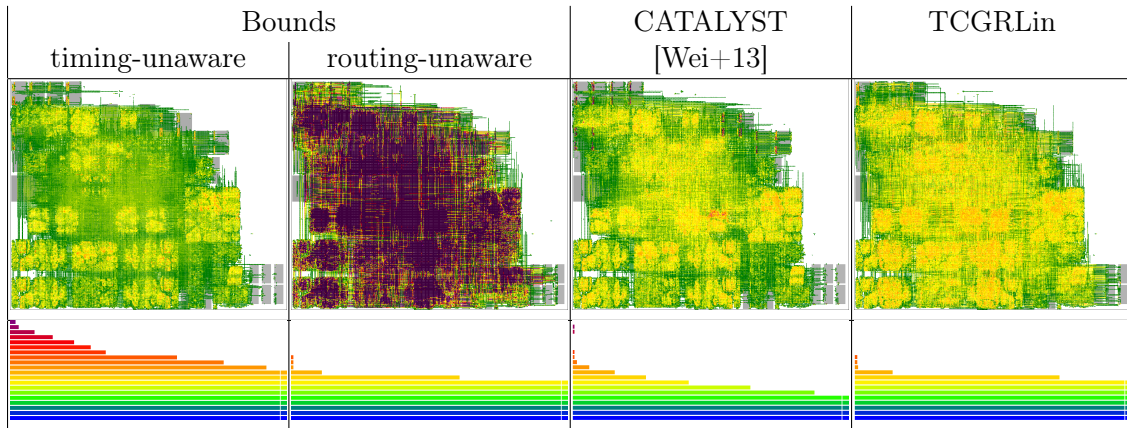 Bounds
CATALYST
TCGRLin
timing-unaware
routing-unaware
[Wei+13]